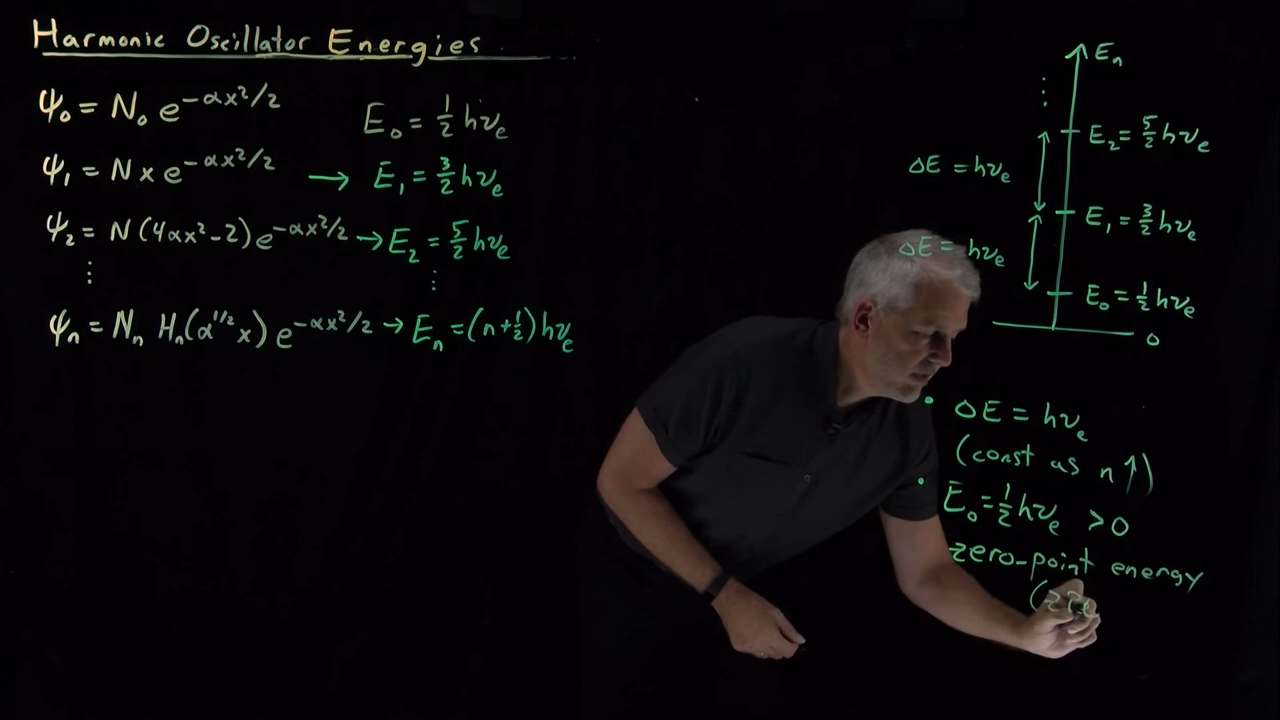 Harmonic Oscillator Energies
ψ₀ = N₀ e^(-αx²/2) E₀ = 1/2 hν_e
ψ₁ = N x e^(-αx²/2) → E₁ = 3/2 hν_e
ψ₂ = N (4αx² - 2) e^(-αx²/2) → E₂ = 5/2 hν_e
⋮ ⋮
ψₙ = Nₙ Hₙ(α^(1/2) x) e^(-αx²/2) → Eₙ = (n + 1/2) hν_e
Eₙ
⋮
E₂ = 5/2 hν_e
ΔE = hν_e
E₁ = 3/2 hν_e
ΔE = hν_e
E₀ = 1/2 hν_e
0
• ΔE = hν_e
(const as n ↑)
• E₀ = 1/2 hν_e > 0
zero-point energy